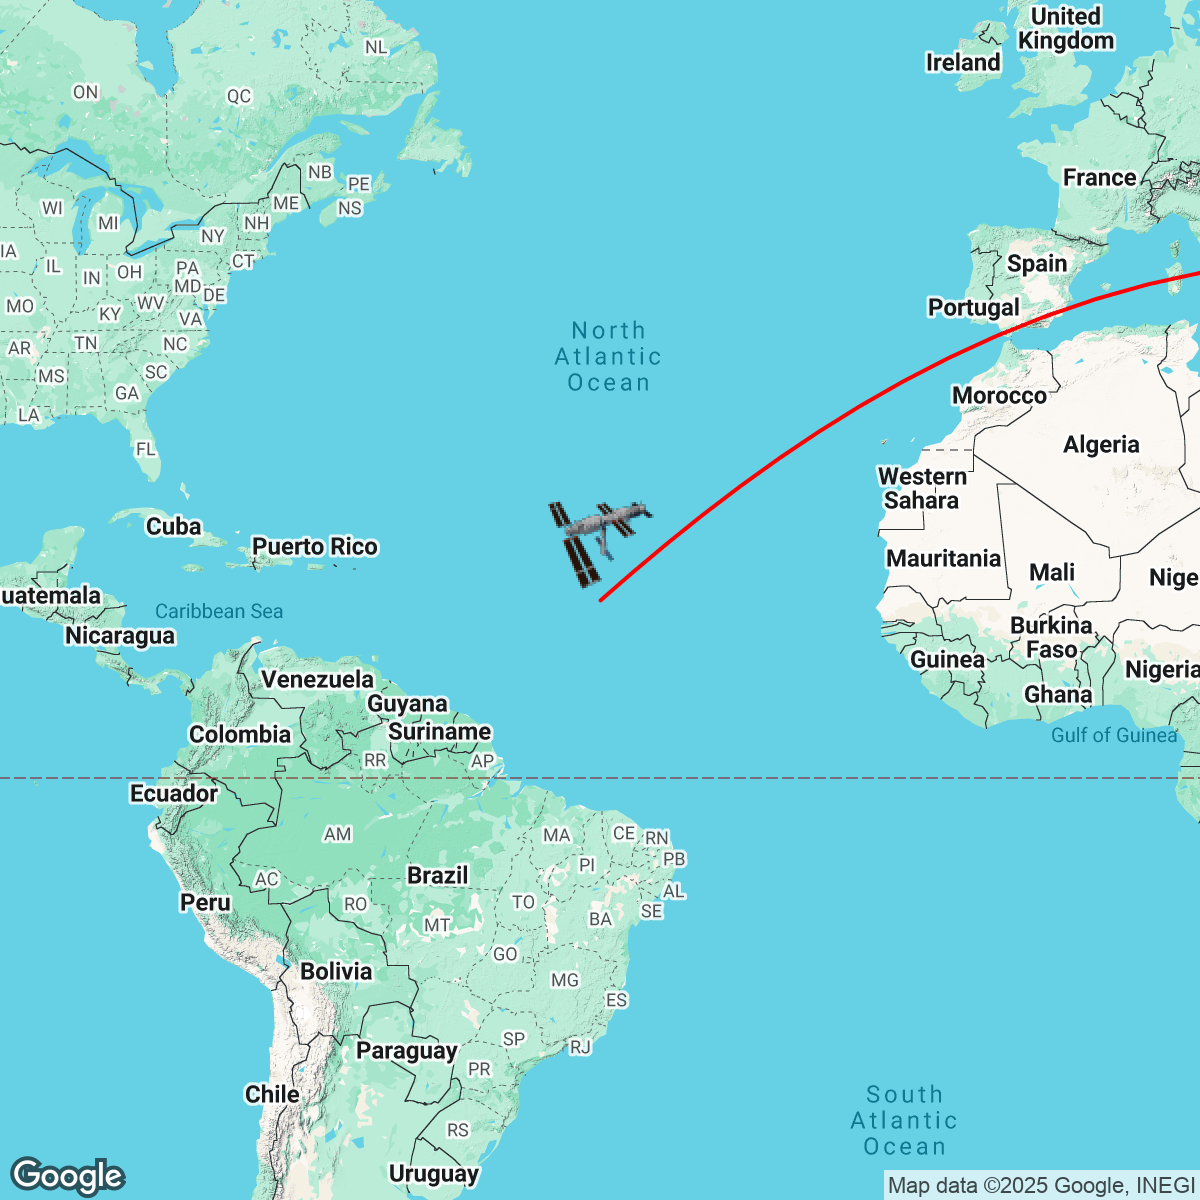 United
Kingdom
Ireland
NL
ON
QC
France
NB
PE
ME
NS
WI
MI
NH
NY
CT
IA
IL
IN
OH
PA
MD
DE
Spain
MO
WV
KY
VA
Portugal
North
Atlantic
Ocean
AR
TN
NC
MS
SC
GA
LA
FL
Morocco
Algeria
Western
Sahara
Cuba
Puerto Rico
Mauritania
Mali
Nige
uatemala
Caribbean Sea
Nicaragua
Burkina
Faso
Guinea
Nigeria
Venezuela
Guyana
Suriname
Ghana
Colombia
Gulf of Guinea
RR
AP
Ecuador
AM
MA
CE
RN
PB
PI
Brazil
AC
AL
RO
TO
Peru
SE
MT
BA
GO
Bolivia
MG
ES
SP
RJ
Paraguay
PR
Chile
South
Atlantic
Ocean
RS
Uruguay
Google
Map data ©2025 Google, INEGI